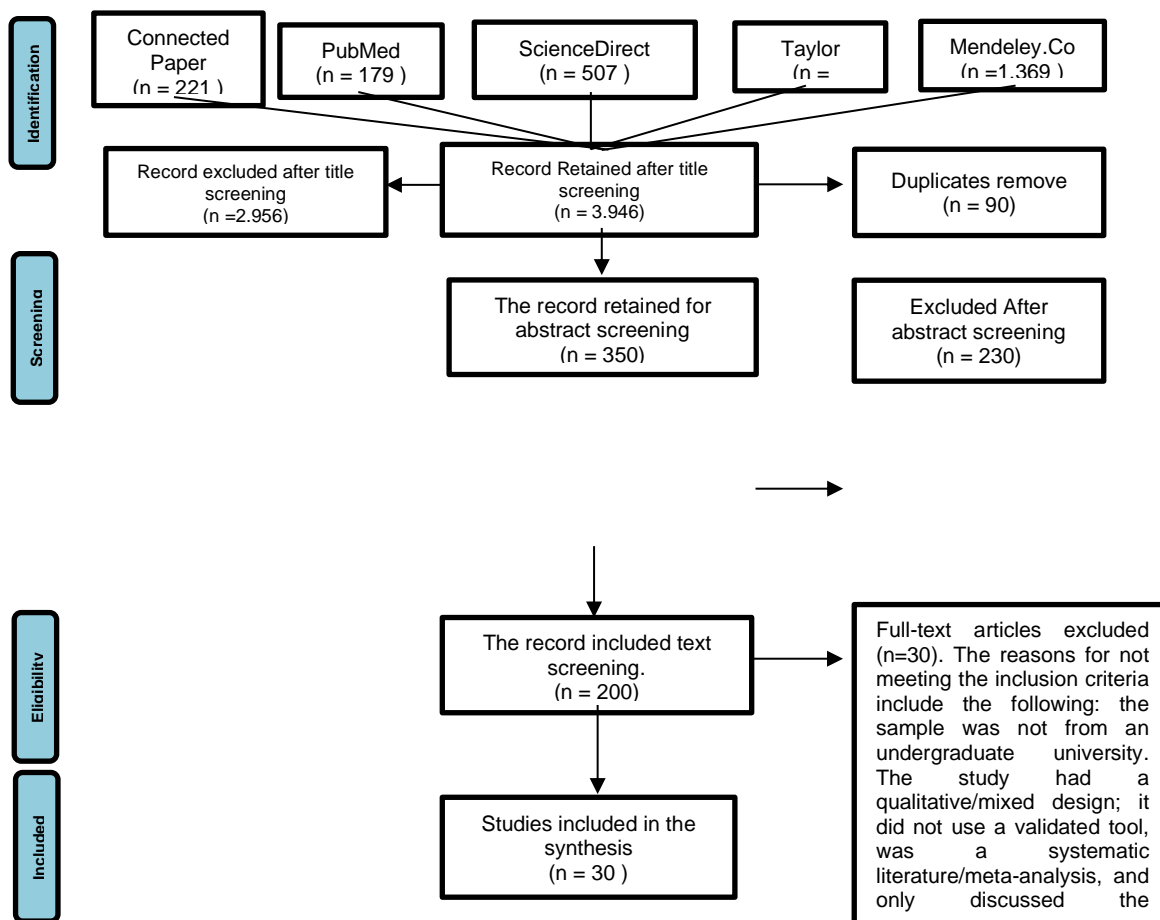 Identification
Connected
Paper
(n = 221 )
PubMed
(n = 179 )
ScienceDirect
(n = 507 )
Taylor
(n =
Mendeley.Co
(n =1.369 )
Record excluded after title
screening
(n =2.956)
Record Retained after title
screening
(n = 3.946)
Duplicates remove
(n = 90)
Screening
The record retained for
abstract screening
(n = 350)
Excluded After
abstract screening
(n = 230)
Eligibility
The record included text
screening.
(n = 200)
Full-text articles excluded
(n=30). The reasons for not
meeting the inclusion criteria
include the following: the
sample was not from an
undergraduate university.
The study had a
qualitative/mixed design; it
did not use a validated tool,
was a systematic
literature/meta-analysis, and
only discussed the
Included
Studies included in the
synthesis
(n = 30 )